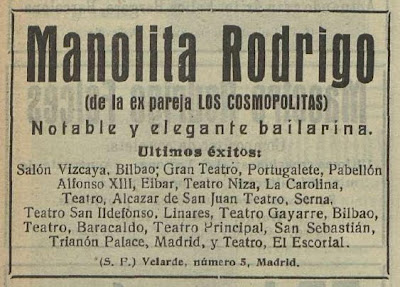 Manolita Rodrigo
(de la ex pareja LOS COSMOPOLITAS)
Notable y elegante bailarina.
Ultimos éxitos:
Salón Vizcaya, Bilbao; Gran Teatro, Portugalete, Pabellón
Alfonso XIII, Eibar, Teatro Niza, La Carolina,
Teatro, Alcazar de San Juan Teatro, Serna,
Teatro San Ildefònso, Linares, Teatro Gayarre, Bilbao,
Teatro, Baracaldo, Teatro Principal, San Sebastián,
Trianón Palace, Madrid, y Teatro, El Escorial.
(S. F.) Velarde, número 5, Madrid.